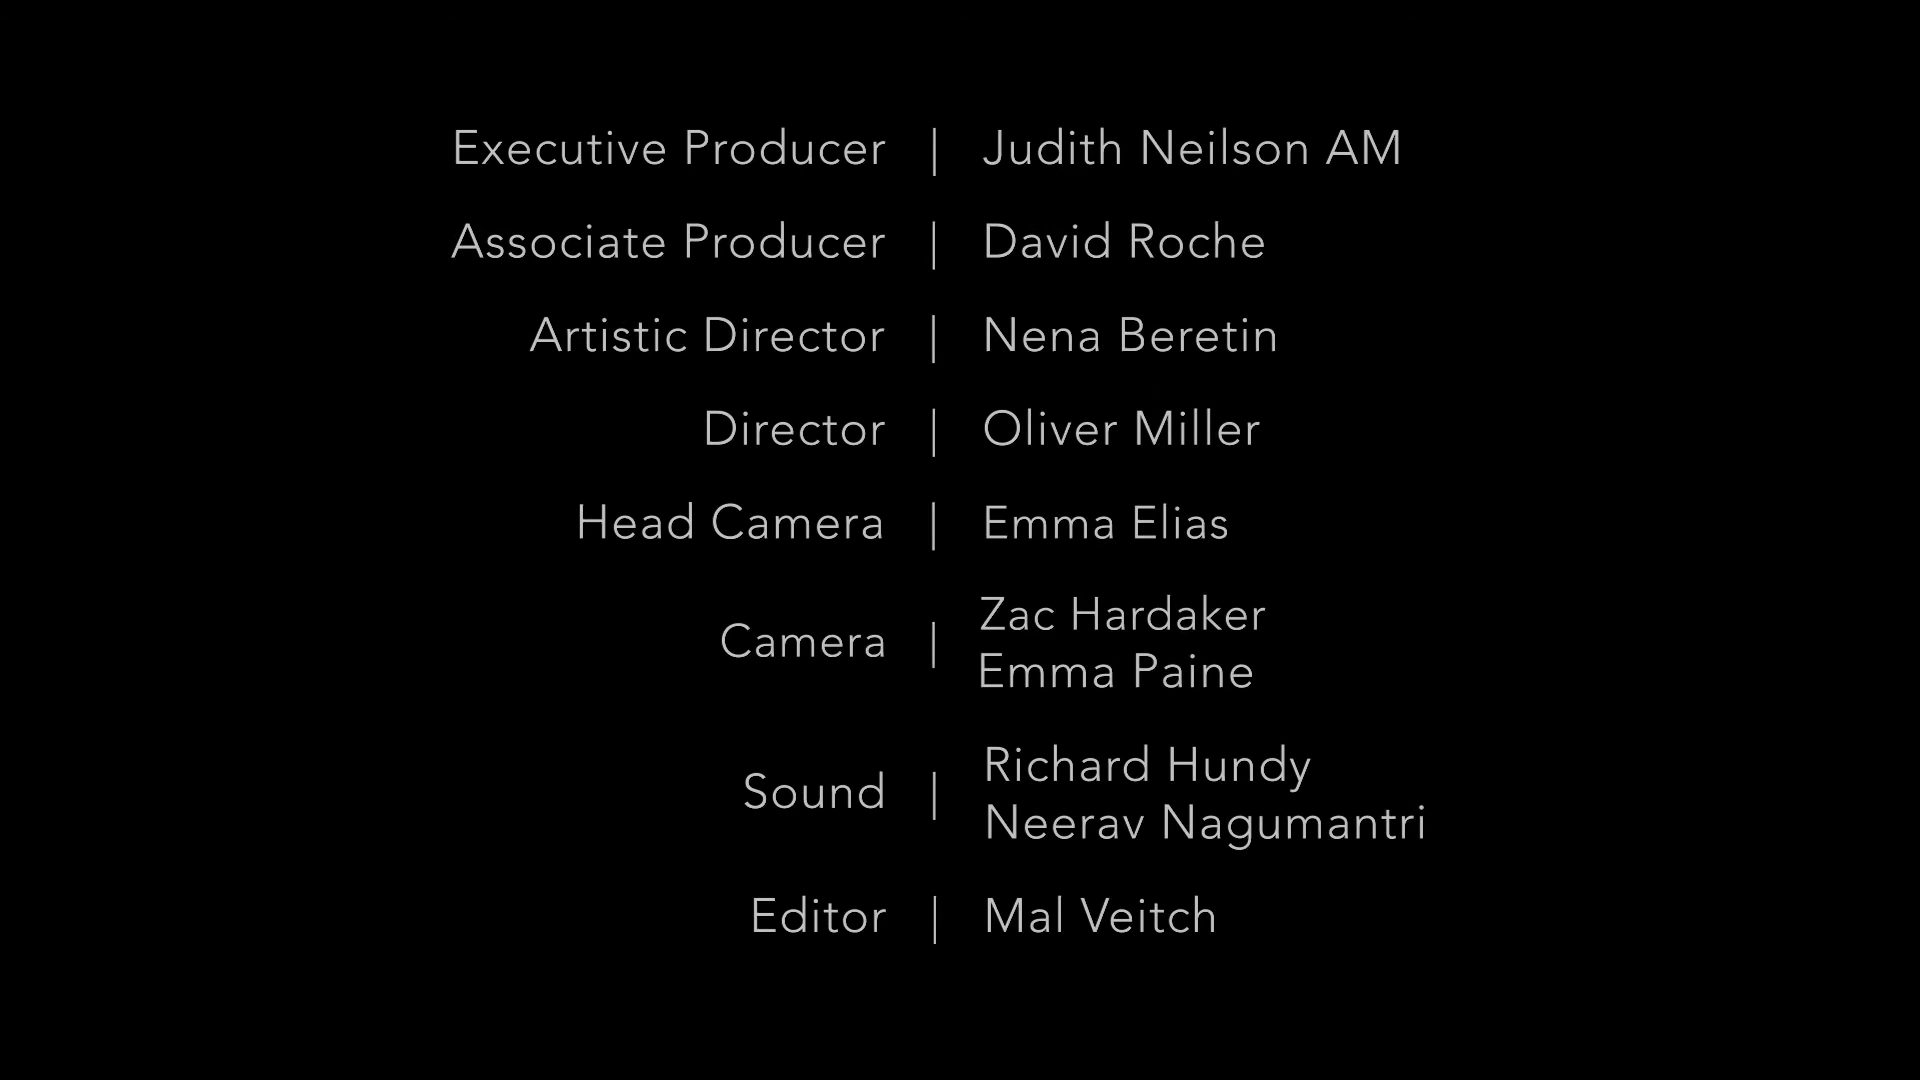 Executive Producer | Judith Neilson AM
Associate Producer | David Roche
Artistic Director | Nena Beretin
Director | Oliver Miller
Head Camera | Emma Elias
Camera | Zac Hardaker
Emma Paine
Sound | Richard Hundy
Neerav Nagumantri
Editor | Mal Veitch